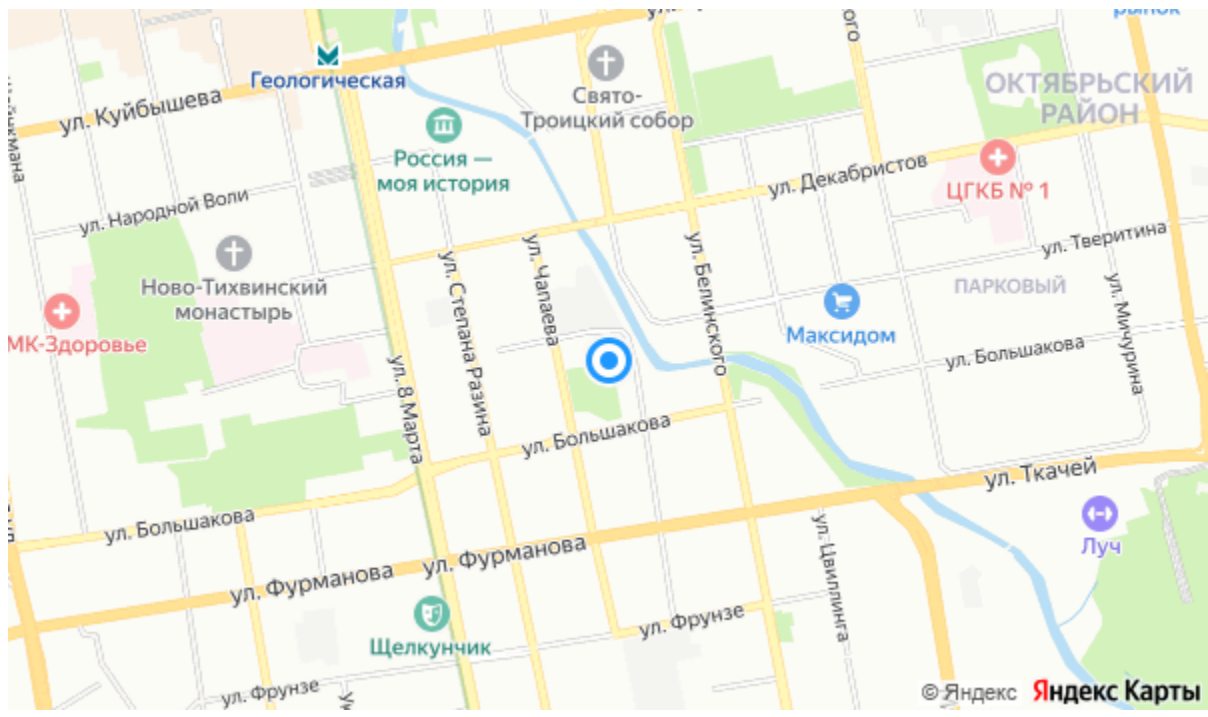 рынок
Геологическая
ул. Куйбышева
Свято-
Троицкий собор
ОКТЯБРЬСКИЙ
РАЙОН
Россия —
моя история
ул. Декабристов
ЦГКБ № 1
ул. Народной Воли
ул. Тверитина
Ново-Тихвинский
монастырь
ул. Степана Разина
ул. Чапаева
ул. Белинского
ПАРКОВЫЙ
ул. Мичурина
МК-Здоровье
Максидом
ул. 8 Марта
ул. Большакова
ул. Большакова
ул. Ткачей
ул. Большакова
Луч
ул. Фурманова
ул. Фурманова
ул. Цвиллинга
Щелкунчик
ул. Фрунзе
ул. Фрунзе
© Яндекс Яндекс Карты